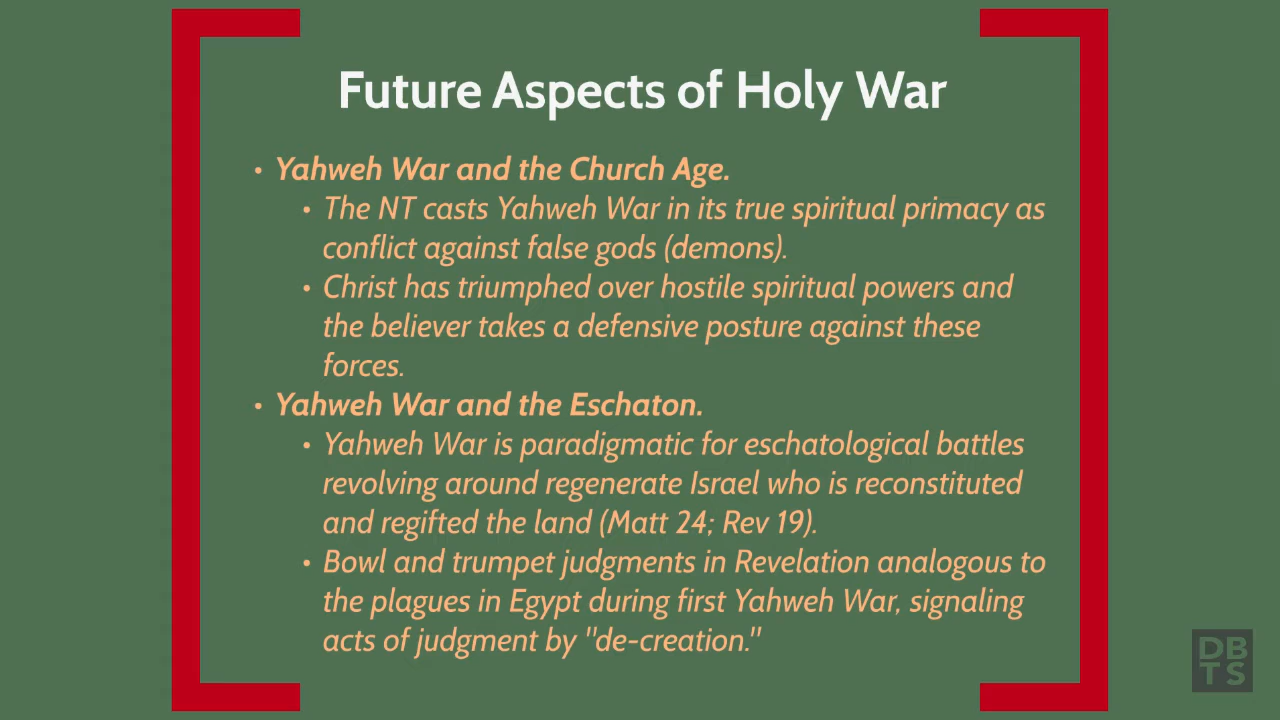 Future Aspects of Holy War
• Yahweh War and the Church Age.
• The NT casts Yahweh War in its true spiritual primacy as
conflict against false gods (demons).
• Christ has triumphed over hostile spiritual powers and
the believer takes a defensive posture against these
forces.
• Yahweh War and the Eschaton.
• Yahweh War is paradigmatic for eschatological battles
revolving around regenerate Israel who is reconstituted
and regifted the land (Matt 24; Rev 19).
• Bowl and trumpet judgments in Revelation analogous to
the plagues in Egypt during first Yahweh War, signaling
acts of judgment by "de-creation."
DB
TS